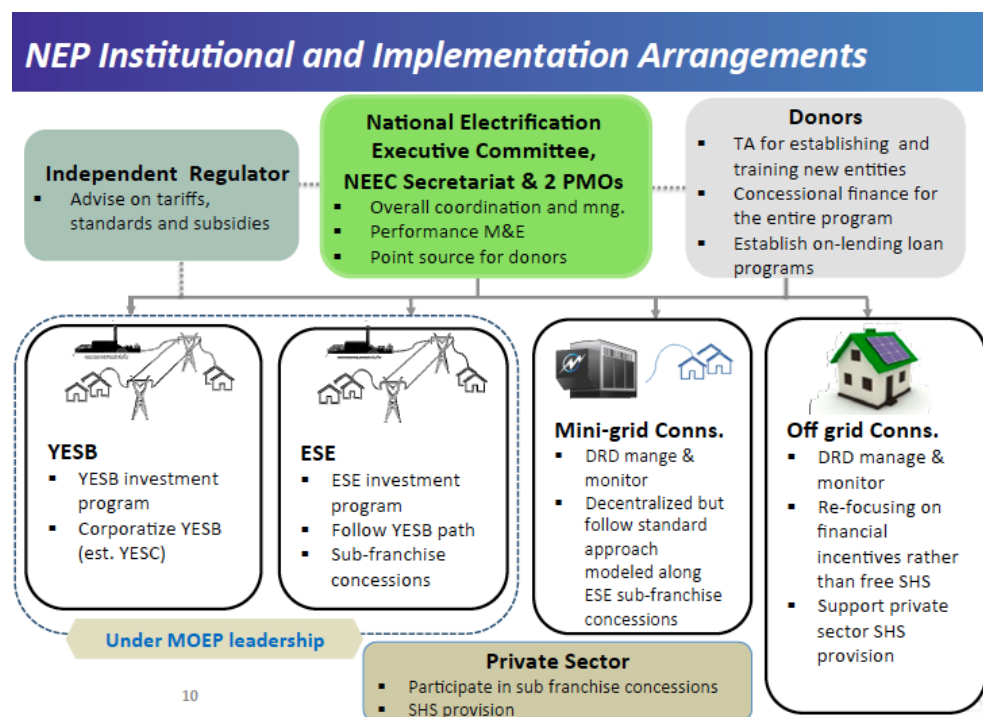 NEP Institutional and Implementation Arrangements
Independent Regulator
▪ Advise on tariffs,
standards and subsidies
National Electrification
Executive Committee,
NEEC Secretariat & 2 PMOs
▪ Overall coordination and mng.
▪ Performance M&E
▪ Point source for donors
Donors
▪ TA for establishing and
training new entities
▪ Concessional finance for
the entire program
▪ Establish on-lending loan
programs
YESB
▪ YESB investment
program
▪ Corporatize YESB
(est. YESC)
ESE
▪ ESE investment
program
▪ Follow YESB path
▪ Sub-franchise
concessions
Mini-grid Conns.
▪ DRD mange &
monitor
▪ Decentralized but
follow standard
approach
modeled along
ESE sub-franchise
concessions
Off grid Conns.
▪ DRD manage &
monitor
▪ Re-focusing on
financial
incentives rather
than free SHS
▪ Support private
sector SHS
provision
Under MOEP leadership
Private Sector
▪ Participate in sub franchise concessions
▪ SHS provision
10